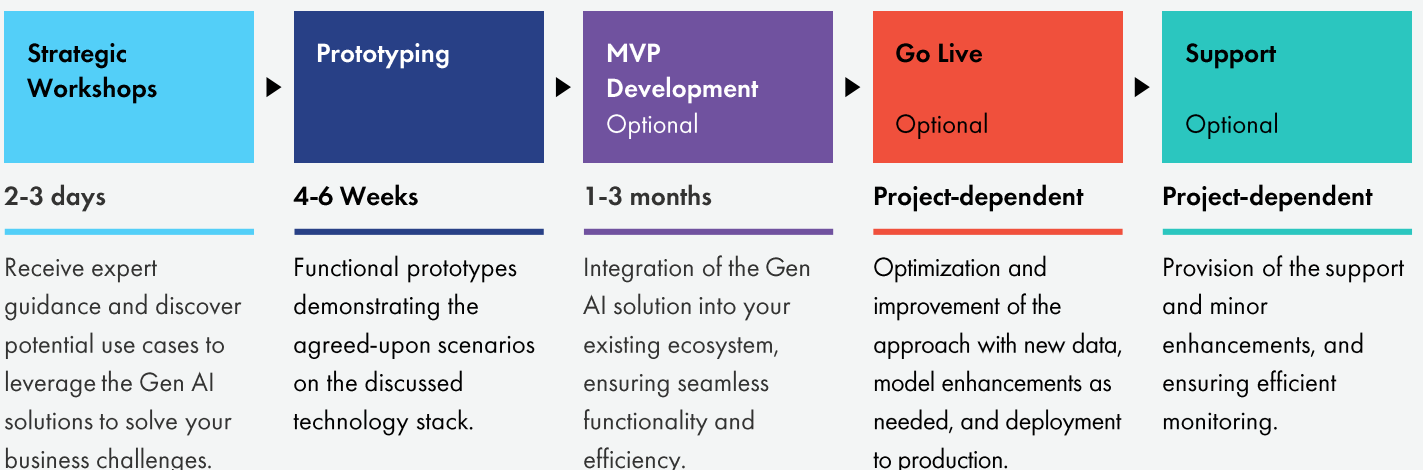 Strategic
Workshops
2-3 days
Receive expert
guidance and discover
potential use cases to
leverage the Gen AI
solutions to solve your
business challenges.
Prototyping
4-6 Weeks
Functional prototypes
demonstrating the
agreed-upon scenarios
on the discussed
technology stack.
MVP
Development
Optional
1-3 months
Integration of the Gen
AI solution into your
existing ecosystem,
ensuring seamless
functionality and
efficiency.
Go Live
Optional
Project-dependent
Optimization and
improvement of the
approach with new data,
model enhancements as
needed, and deployment
to production.
Support
Optional
Project-dependent
Provision of the support
and minor
enhancements, and
ensuring efficient
monitoring.